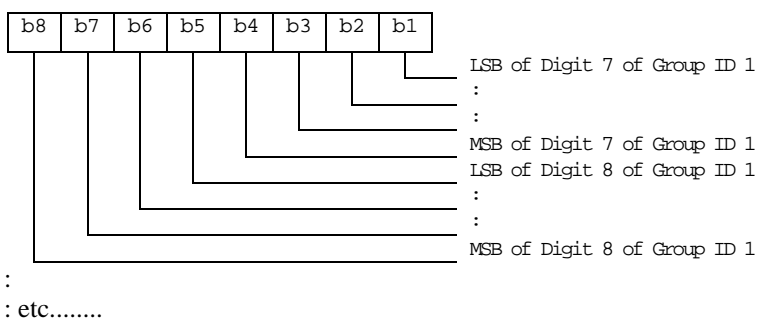 b8 b7 b6 b5 b4 b3 b2 b1
LSB of Digit 7 of Group ID 1
:
:
MSB of Digit 7 of Group ID 1
LSB of Digit 8 of Group ID 1
:
:
MSB of Digit 8 of Group ID 1
:
: etc........